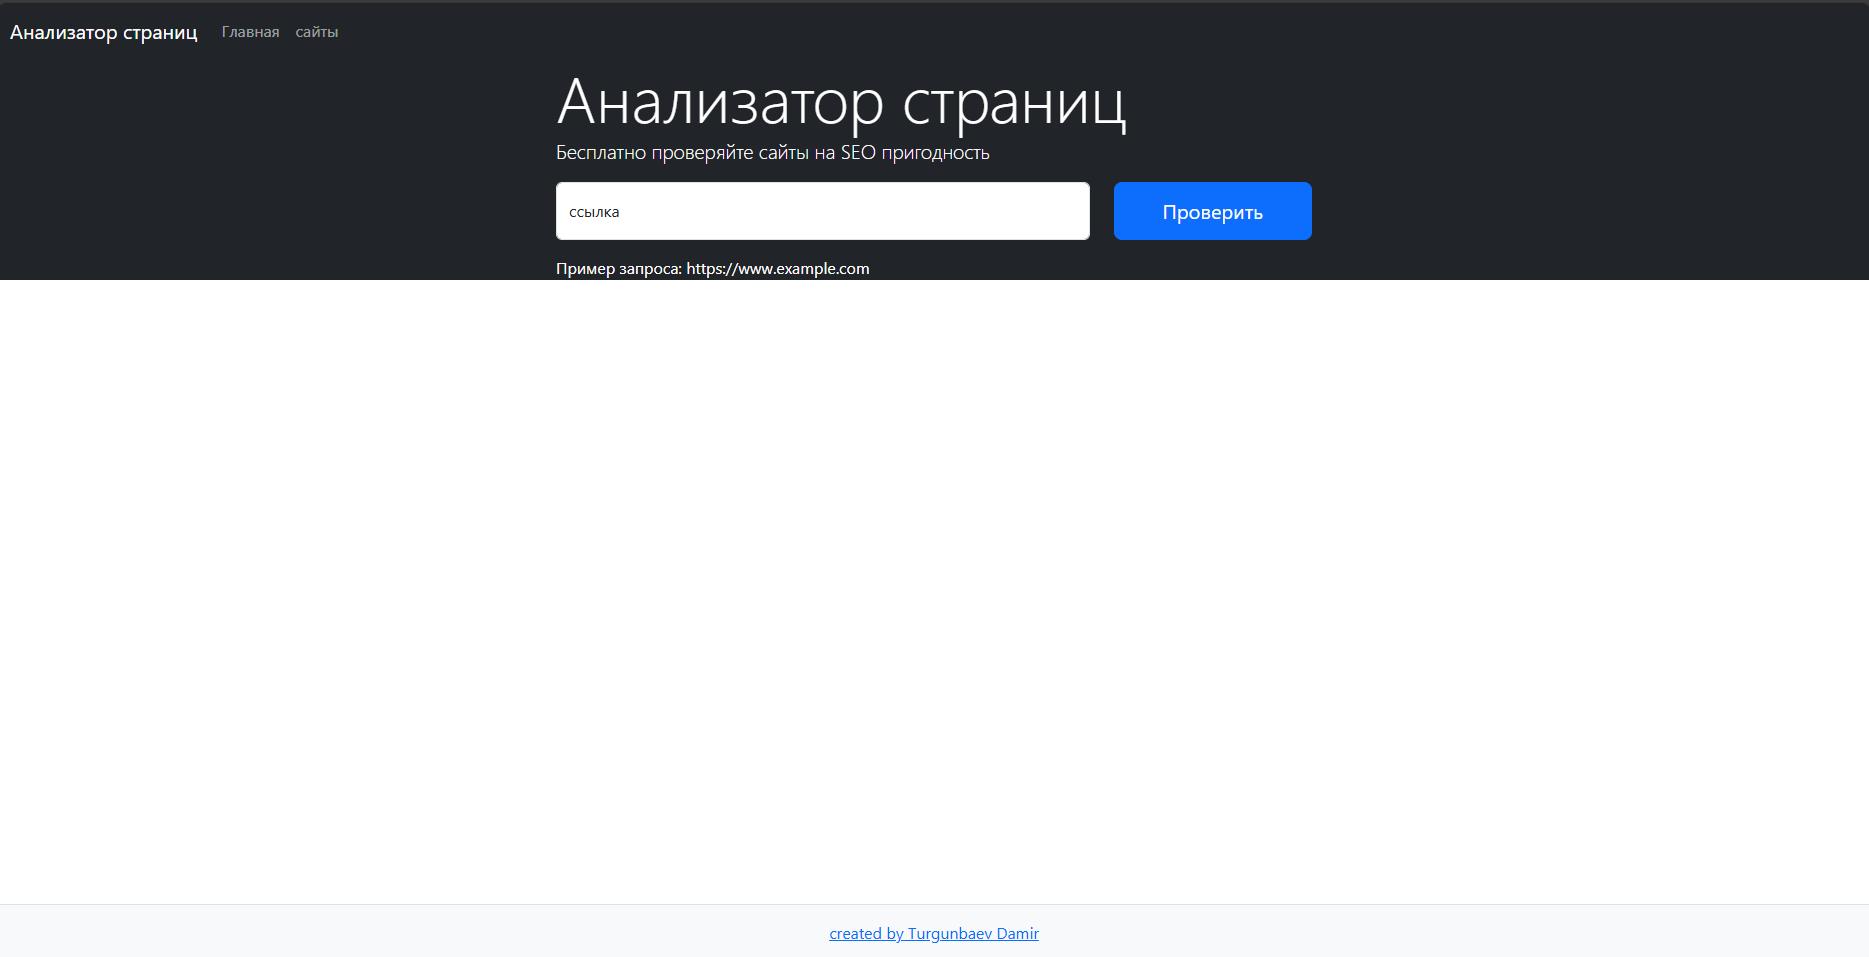 Анализатор страниц Главная сайты
Анализатор страниц
Бесплатно проверяйте сайты на SEO пригодность
ссылка
Проверить
Пример запроса: https://www.example.com
created by Turgunbaev Damir